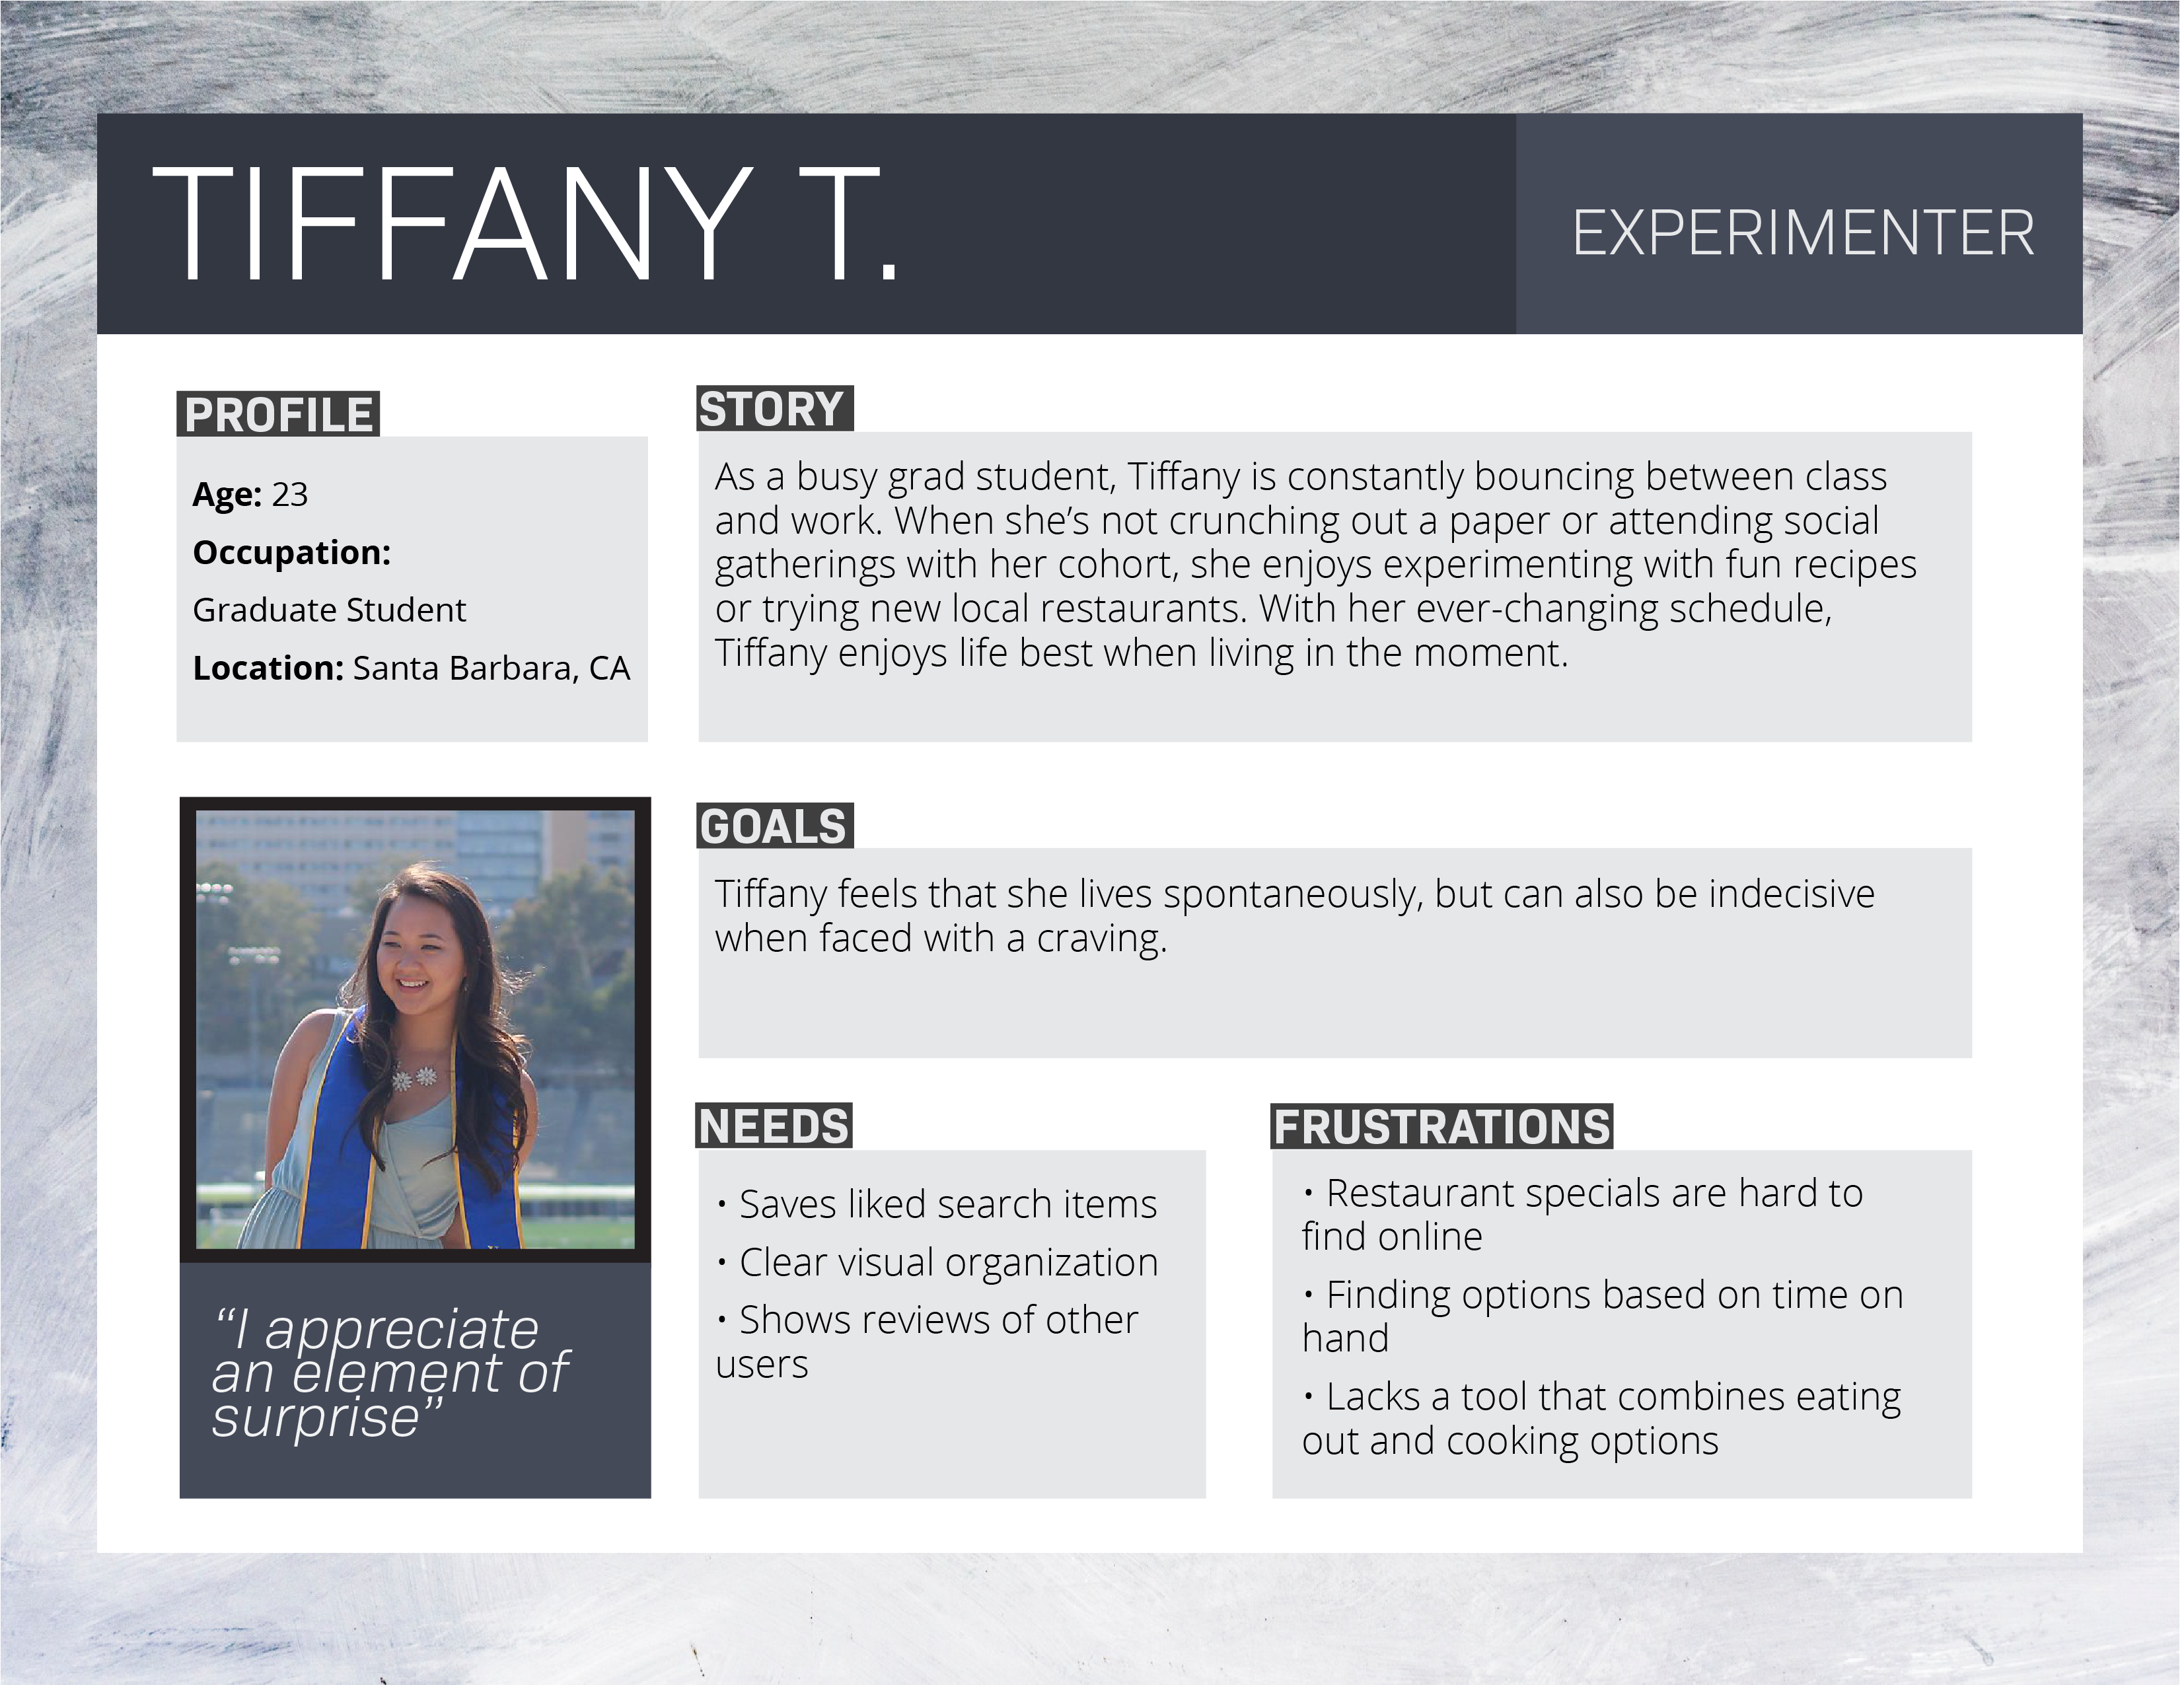 TIFFANY T.
EXPERIMENTER
PROFILE
Age: 23
Occupation:
Graduate Student
Location: Santa Barbara, CA
STORY
As a busy grad student, Tiffany is constantly bouncing between class
and work. When she’s not crunching out a paper or attending social
gatherings with her cohort, she enjoys experimenting with fun recipes
or trying new local restaurants. With her ever-changing schedule,
Tiffany enjoys life best when living in the moment.
GOALS
Tiffany feels that she lives spontaneously, but can also be indecisive
when faced with a craving.
“I appreciate
an element of
surprise”
NEEDS
• Saves liked search items
• Clear visual organization
• Shows reviews of other
users
FRUSTRATIONS
• Restaurant specials are hard to
find online
• Finding options based on time on
hand
• Lacks a tool that combines eating
out and cooking options